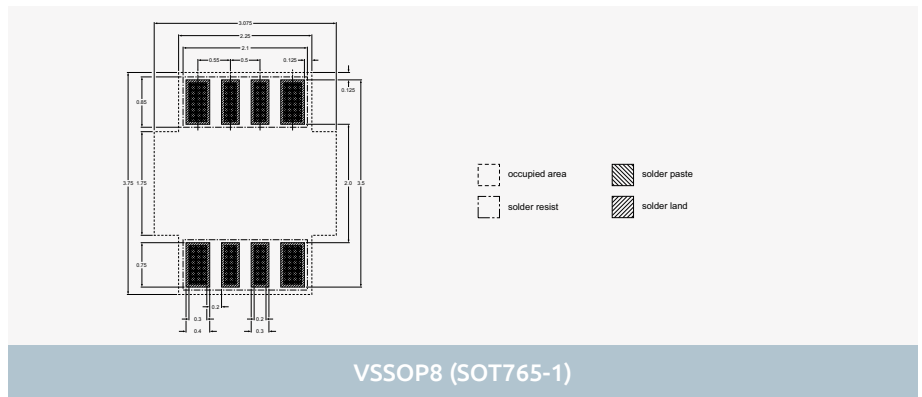 3.075
2.25
2.1
0.55 0.5 0.125
0.125
0.65
3.75 1.75 2.0 3.5
occupied area solder paste
solder resist solder land
0.75
0.2
0.3 0.2
0.4 0.3
VSSOP8 (SOT765-1)